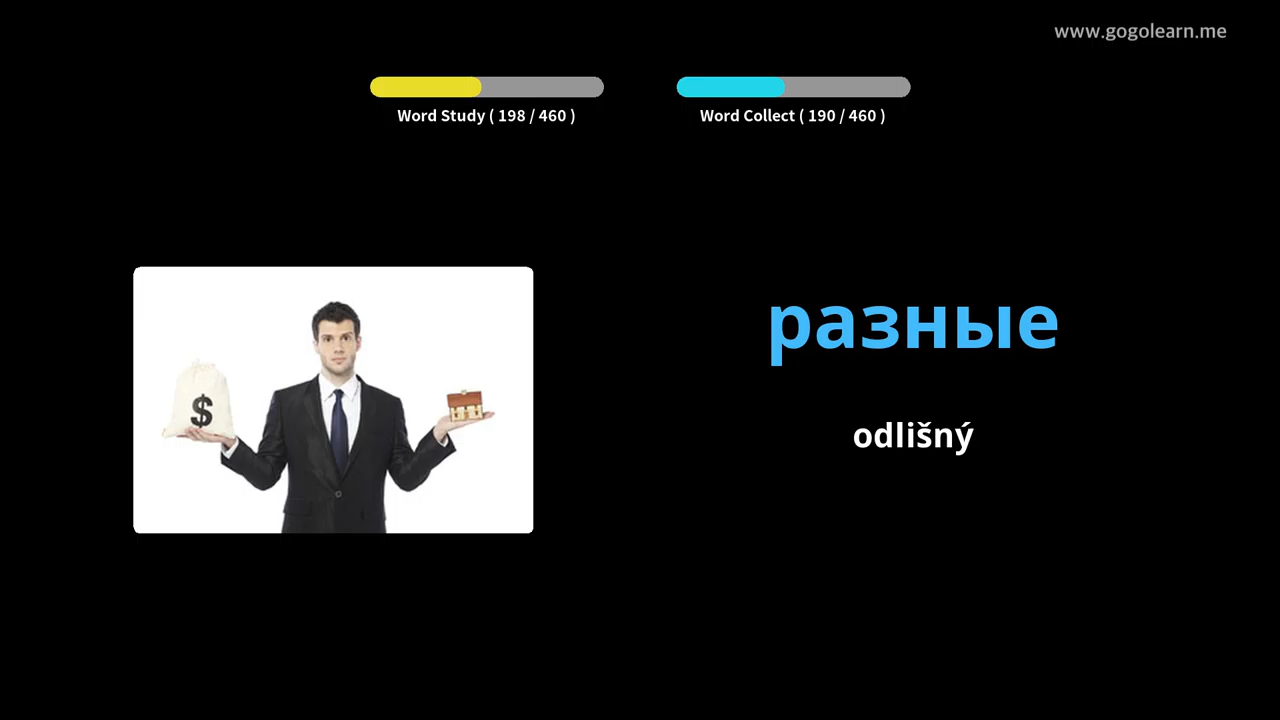 www.gogolearn.me
Word Study ( 198 / 460 )
Word Collect ( 190 / 460 )
$
разные
odlišný